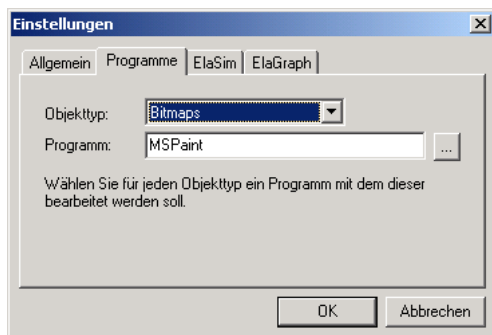 Einstellungen
Allgemein Programme ElaSim ElaGraph
Objekttyp: Bitmaps
Programm: MSPaint ...
Wählen Sie für jeden Objekttyp ein Programm mit dem dieser
bearbeitet werden soll.
OK Abbrechen